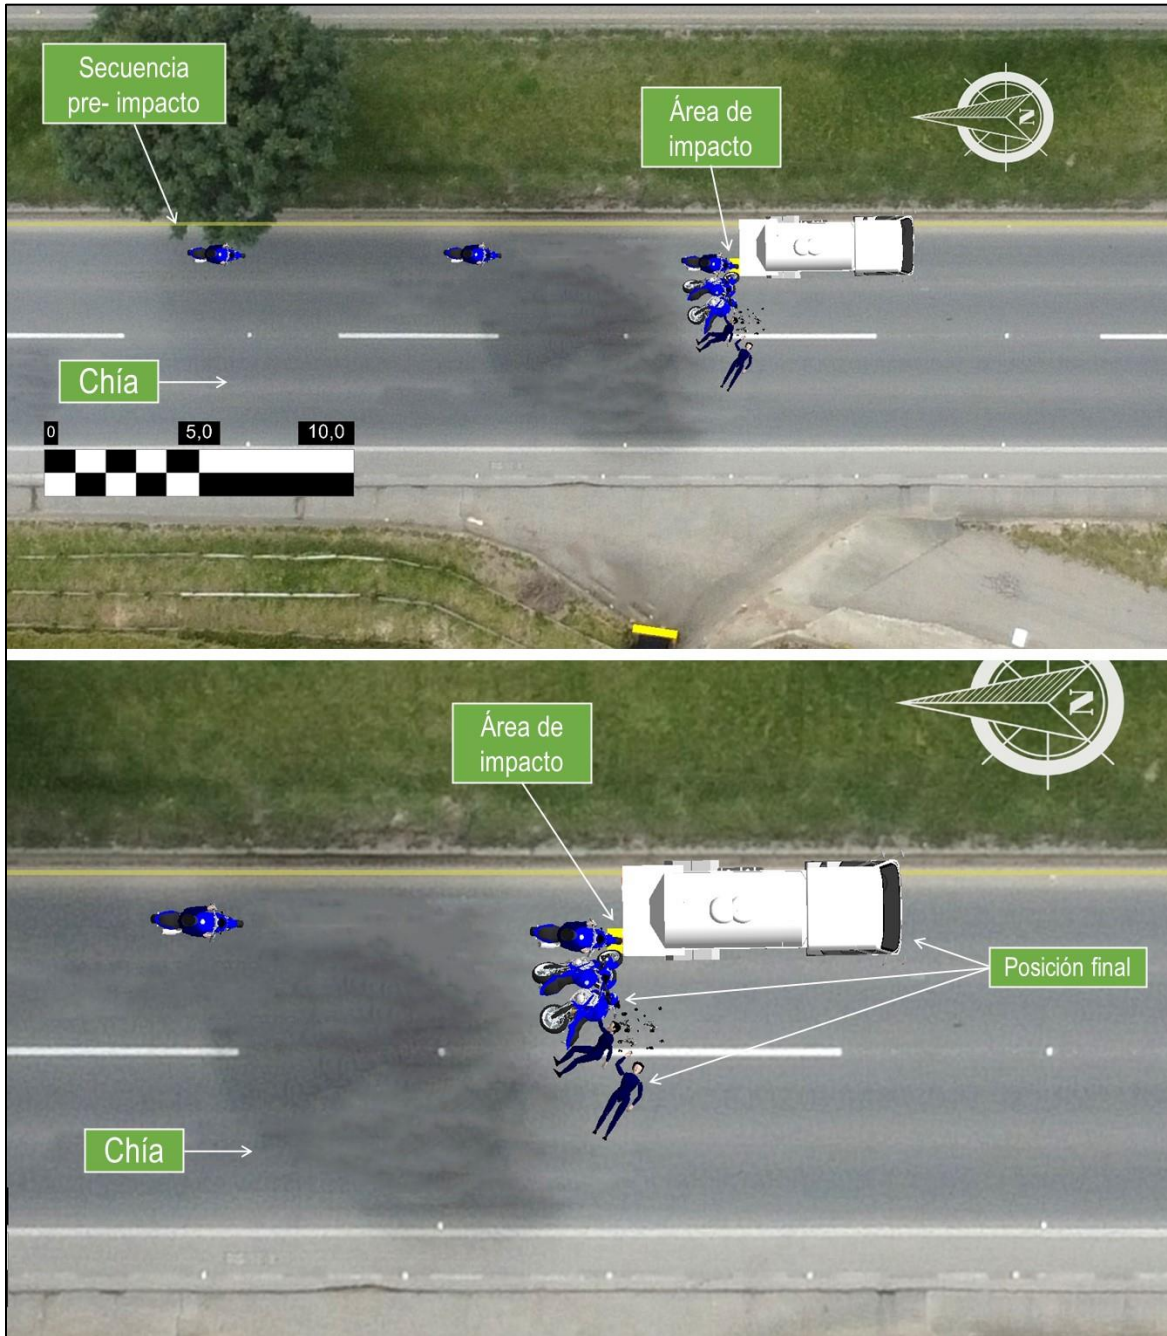 Secuencia
pre- impacto
Área de
impacto
N
Chía
0 5,0 10,0
Área de
impacto
N
Posición final
Chía